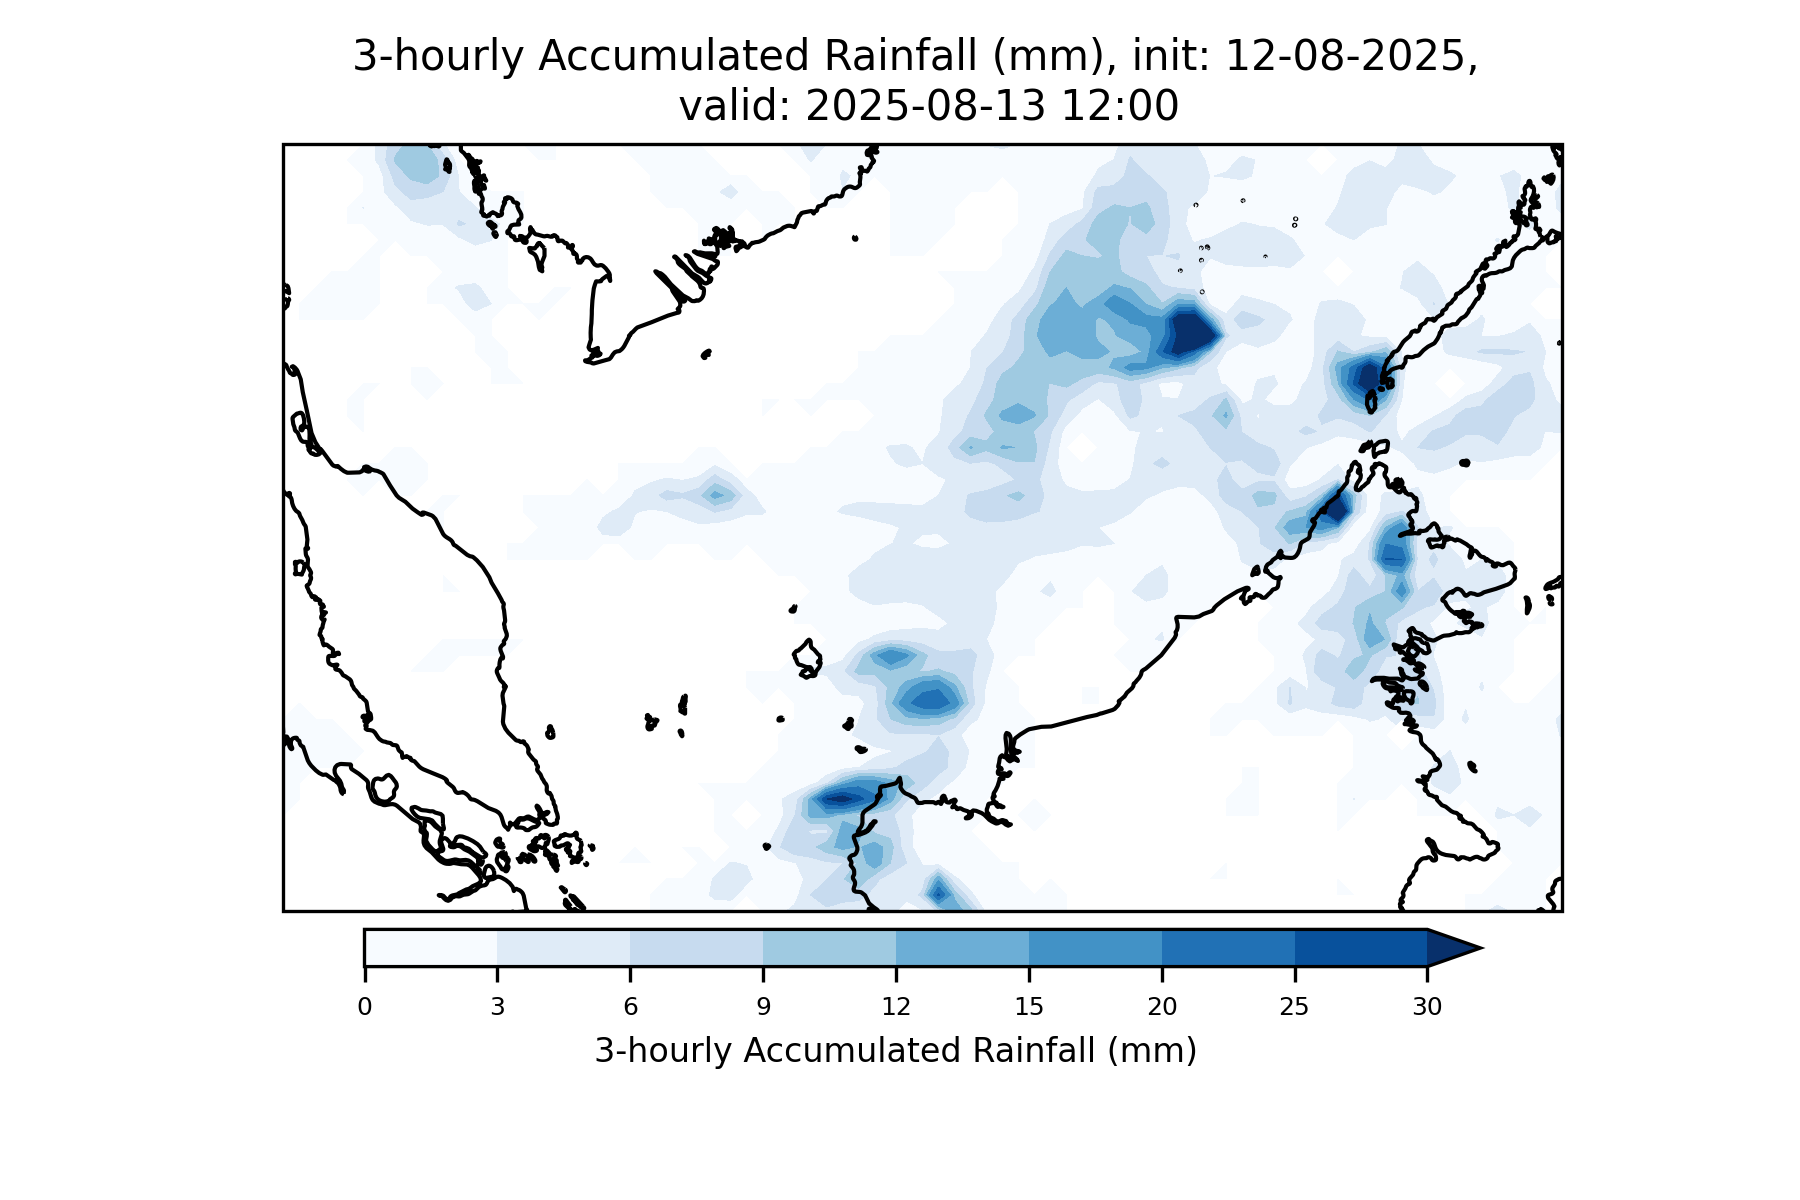 3-hourly Accumulated Rainfall (mm), init: 12-08-2025,
valid: 2025-08-13 12:00
0 3 6 9 12 15 20 25 30
3-hourly Accumulated Rainfall (mm)